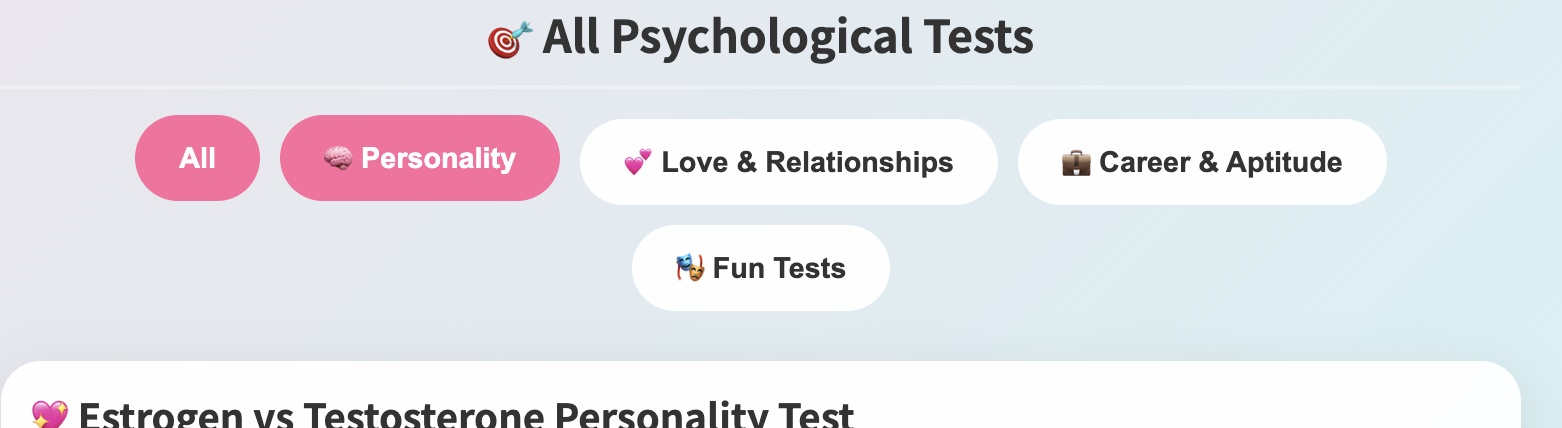 🎯 All Psychological Tests
All 🧠 Personality 💕 Love & Relationships 💼 Career & Aptitude
🎭 Fun Tests
💖 Estrogen vs Testosterone Personality Test